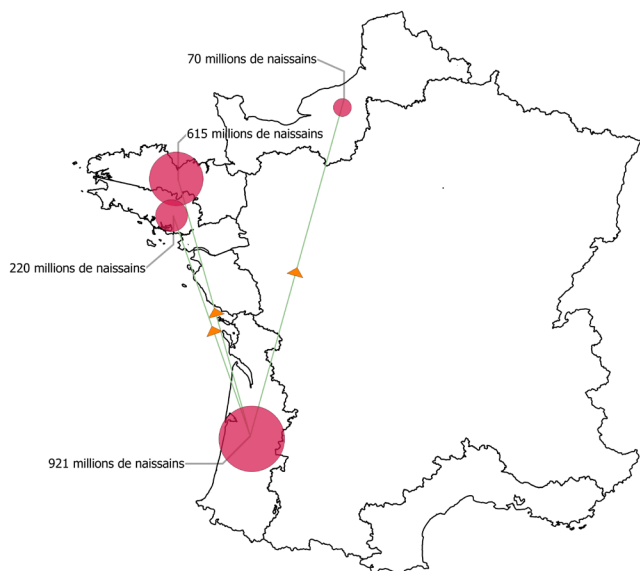 70 millions de naissains
615 millions de naissains
220 millions de naissains
921 millions de naissains